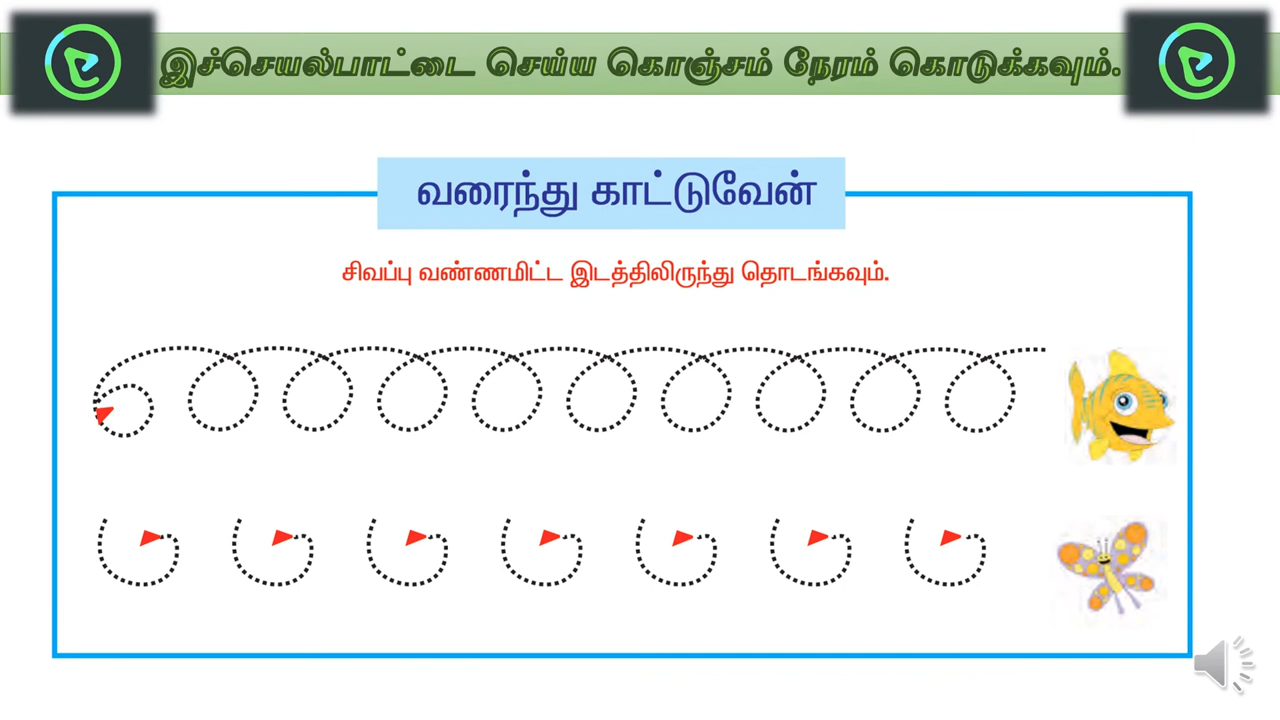 இச்செயல்பாட்டை செய்ய கொஞ்சம் நேரம் கொடுக்கவும்.
வரைந்து காட்டுவேன்
சிவப்பு வண்ணமிட்ட இடத்திலிருந்து தொடங்கவும்.